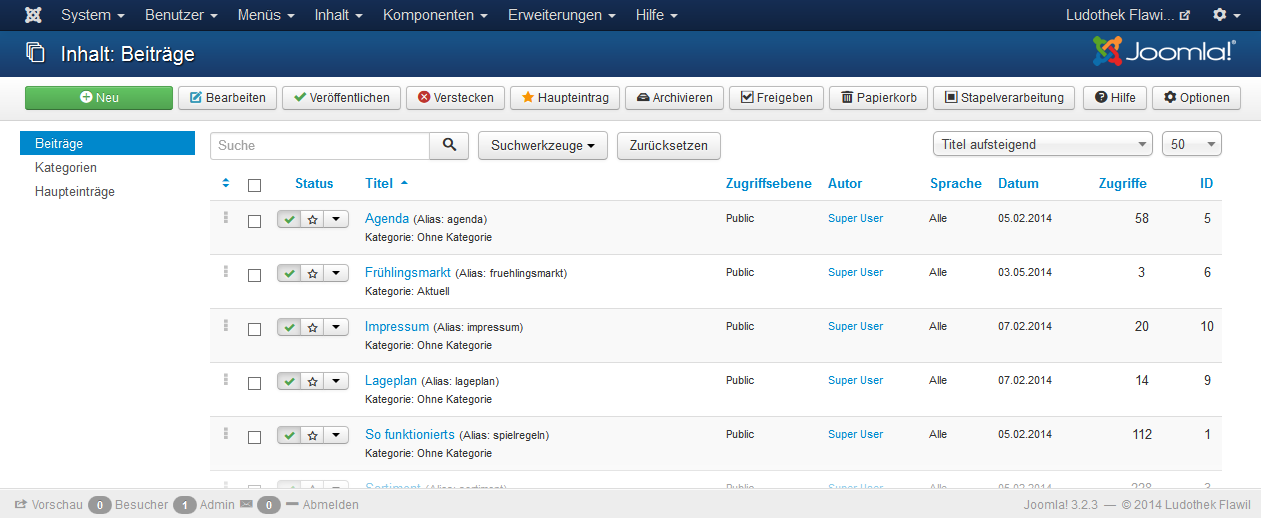 System Benutzer Menüs Inhalt Komponenten Erweiterungen Hilfe Ludothek Flawi...
Inhalt: Beiträge Joomla!®
Neu Bearbeiten Veröffentlichen Verstecken Haupteintrag Archivieren Freigeben Papierkorb Stapelverarbeitung Hilfe Optionen
Beiträge
Kategorien
Haupteinträge
Suche Suchwerkzeuge Zurücksetzen Titel aufsteigend 50
Status Titel Zugriffsebene Autor Sprache Datum Zugriffe ID
Agenda (Alias: agenda) Public Super User Alle 05.02.2014 58 5
Kategorie: Ohne Kategorie
Frühlingsmarkt (Alias: fruehlingsmarkt) Public Super User Alle 03.05.2014 3 6
Kategorie: Aktuell
Impressum (Alias: impressum) Public Super User Alle 07.02.2014 20 10
Kategorie: Ohne Kategorie
Lageplan (Alias: lageplan) Public Super User Alle 07.02.2014 14 9
Kategorie: Ohne Kategorie
So funktionierts (Alias: spielregeln) Public Super User Alle 05.02.2014 112 1
Kategorie: Ohne Kategorie
Sortiment (Alias: sortiment) Public Super User Alle 05.02.2014 228 3
Vorschau 0 Besucher 1 Admin 0 Abmelden Joomla! 3.2.3 — © 2014 Ludothek Flawil